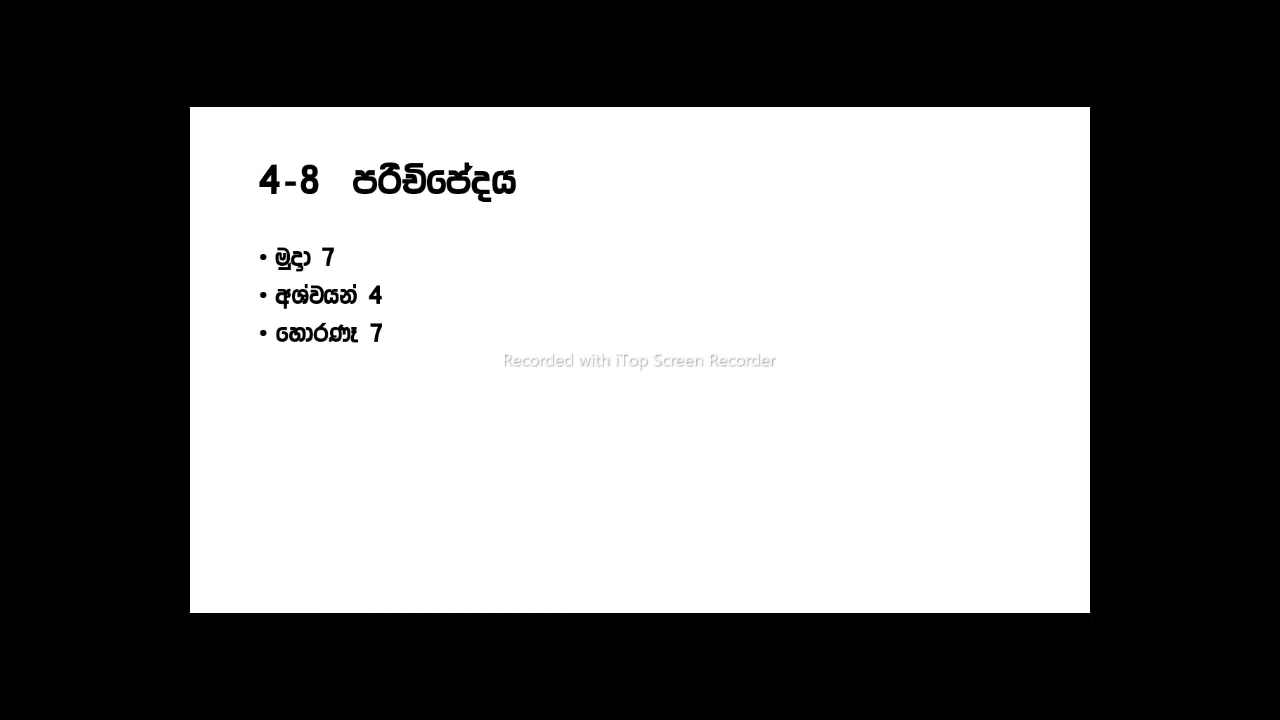 4-8 පරිච්ඡේදය
• මුද්‍රා 7
• අශ්වයන් 4
• හොරණෑ 7
Recorded with iTop Screen Recorder